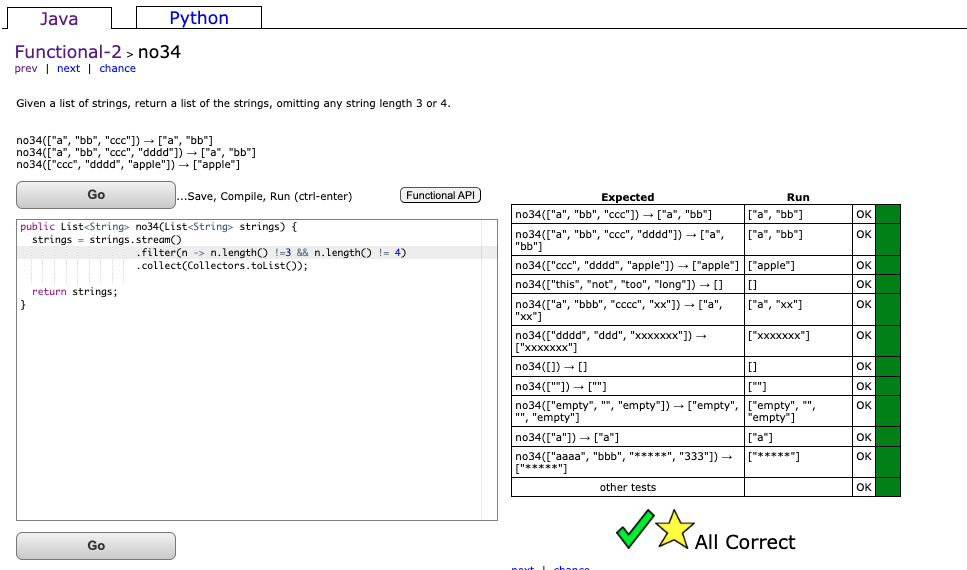 Java
Python
Functional-2 > no34
prev | next | chance
Given a list of strings, return a list of the strings, omitting any string length 3 or 4.
no34(["a", "bb", "ccc"]) → ["a", "bb"]
no34(["a", "bb", "ccc", "dddd"]) → ["a", "bb"]
no34(["ccc", "dddd", "apple"]) → ["apple"]
Go
...Save, Compile, Run (ctrl-enter)
Functional API
public List<String> no34(List<String> strings) {
strings = strings.stream()
.filter(n -> n.length() !=3 && n.length() != 4)
.collect(Collectors.toList());
return strings;
}
Go
Expected Run
no34(["a", "bb", "ccc"]) → ["a", "bb"] ["a", "bb"] OK
no34(["a", "bb", "ccc", "dddd"]) → ["a", ["a", "bb"] OK
"bb"]
no34(["ccc", "dddd", "apple"]) → ["apple"] ["apple"] OK
no34(["this", "not", "too", "long"]) → [] [] OK
no34(["a", "bbb", "cccc", "xx"]) → ["a", ["a", "xx"] OK
"xx"]
no34(["dddd", "ddd", "xxxxxxx"]) → ["xxxxxxx"] OK
["xxxxxxx"]
no34([]) → [] [] OK
no34([""]) → [""] [""] OK
no34(["empty", "", "empty"]) → ["empty", ["empty", "", OK
"", "empty"] "empty"]
no34(["a"]) → ["a"] ["a"] OK
no34(["aaaa", "bbb", "*****", "333"]) → ["*****"] OK
["*****"]
other tests OK
All Correct
next | chance